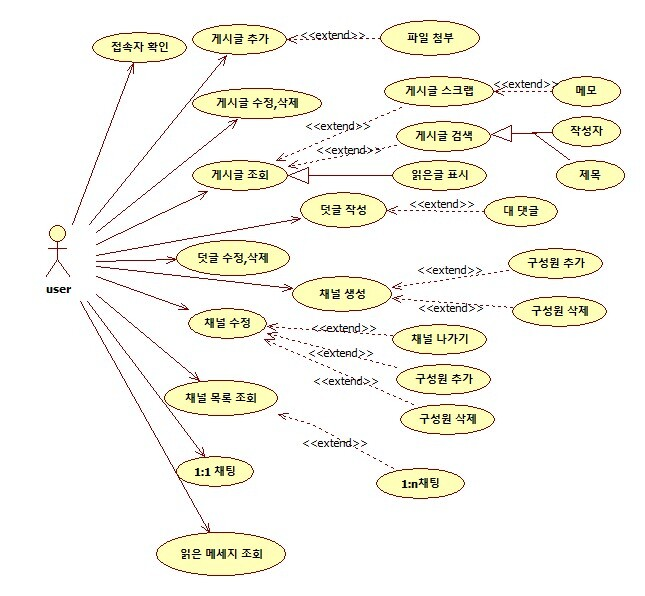 접속자 확인
게시글 추가
<<extend>>
파일 첨부
게시글 수정,삭제
게시글 스크랩
<<extend>>
메모
<<extend>>
게시글 검색
작성자
<<extend>>
게시글 조회
읽은글 표시
제목
덧글 작성
<<extend>>
대 댓글
user
덧글 수정,삭제
채널 생성
<<extend>>
구성원 추가
<<extend>>
구성원 삭제
채널 수정
<<extend>>
채널 나가기
<<extend>>
구성원 추가
<<extend>>
구성원 삭제
채널 목록 조회
<<extend>>
1:n채팅
1:1 채팅
읽은 메세지 조회